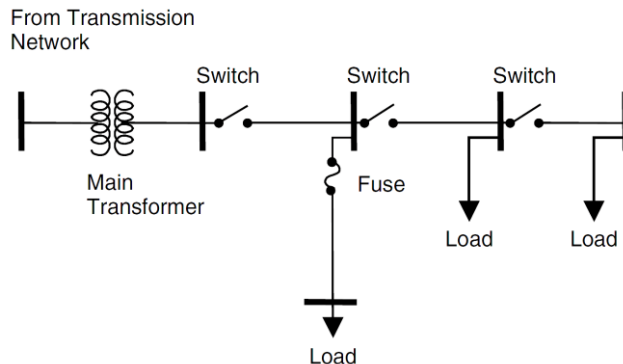 From Transmission
Network
Switch
Switch
Switch
Main
Transformer
Fuse
Load
Load
Load